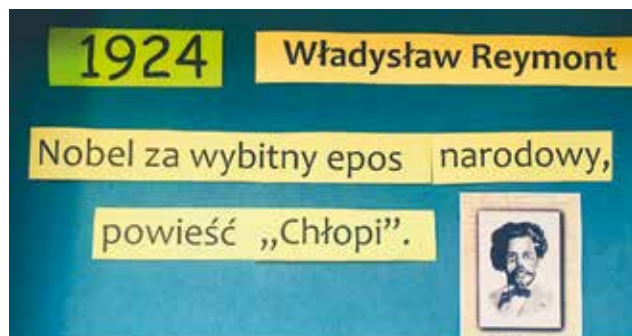 1924 Władysław Reymont
Nobel za wybitny epos narodowy,
powieść „Chłopi”.